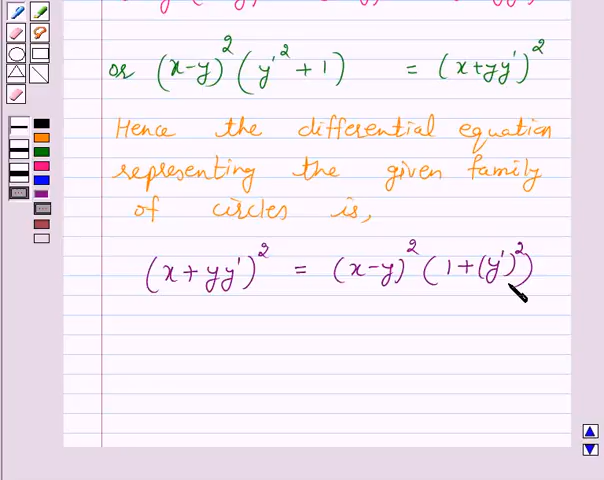 or (x-y)² (y'² + 1) = (x+yy')²
Hence the differential equation
representing the given family
of circles is,
(x + yy')² = (x-y)² (1+(y')²)